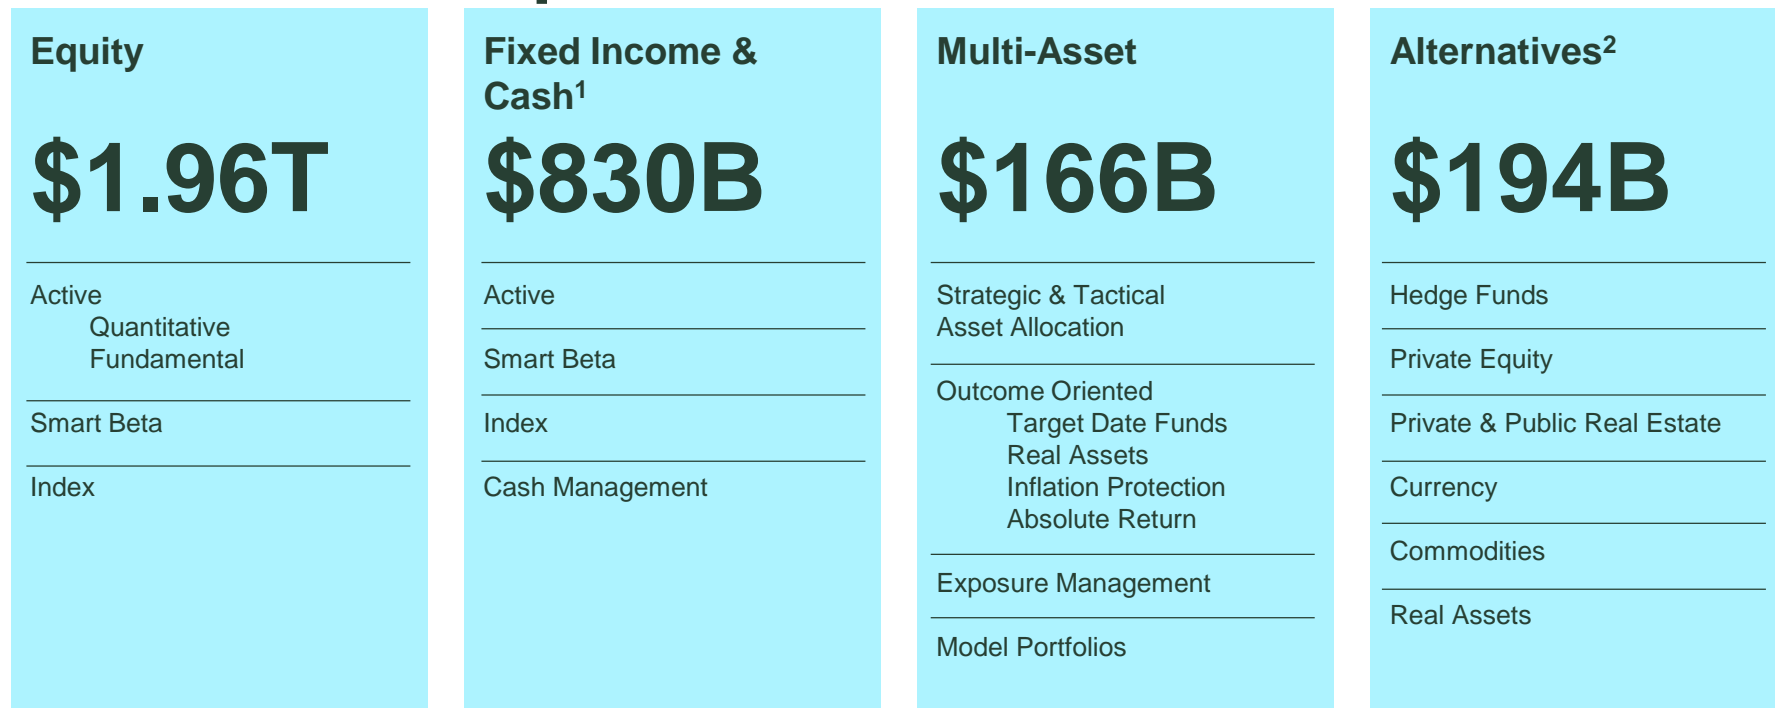 Equity
$1.96T
Active
Quantitative
Fundamental
Smart Beta
Index
Fixed Income &
Cash¹
$830B
Active
Smart Beta
Index
Cash Management
Multi-Asset
$166B
Strategic & Tactical
Asset Allocation
Outcome Oriented
Target Date Funds
Real Assets
Inflation Protection
Absolute Return
Exposure Management
Model Portfolios
Alternatives²
$194B
Hedge Funds
Private Equity
Private & Public Real Estate
Currency
Commodities
Real Assets